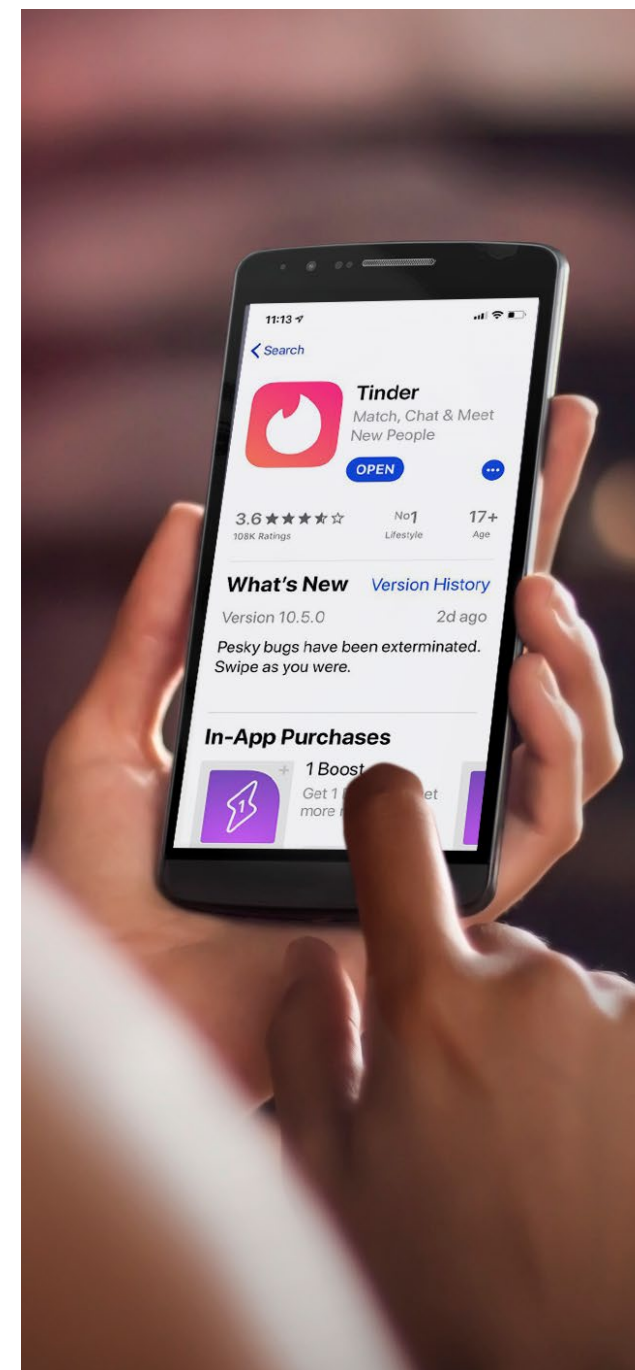 11:13
Search
Tinder
Match, Chat & Meet
New People
OPEN
3.6 ★★★★☆ No1 17+
108K Ratings Lifestyle Age
What's New Version History
Version 10.5.0 2d ago
Pesky bugs have been exterminated.
Swipe as you were.
In-App Purchases
1 Boost
Get 1
more
1